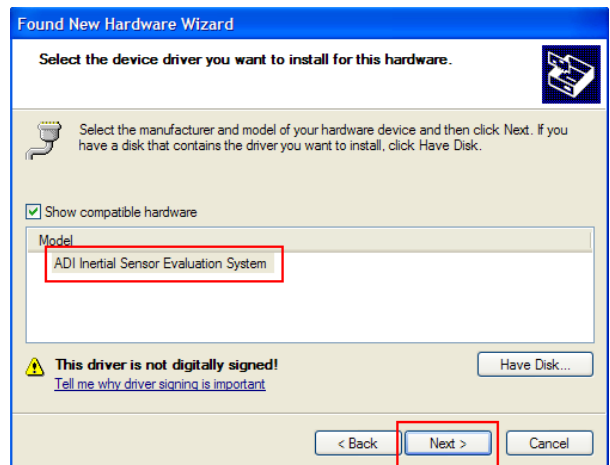 Found New Hardware Wizard
Select the device driver you want to install for this hardware.
Select the manufacturer and model of your hardware device and then click Next. If you
have a disk that contains the driver you want to install, click Have Disk.
Show compatible hardware
Model
ADI Inertial Sensor Evaluation System
This driver is not digitally signed!
Have Disk...
Tell me why driver signing is important
< Back
Next >
Cancel